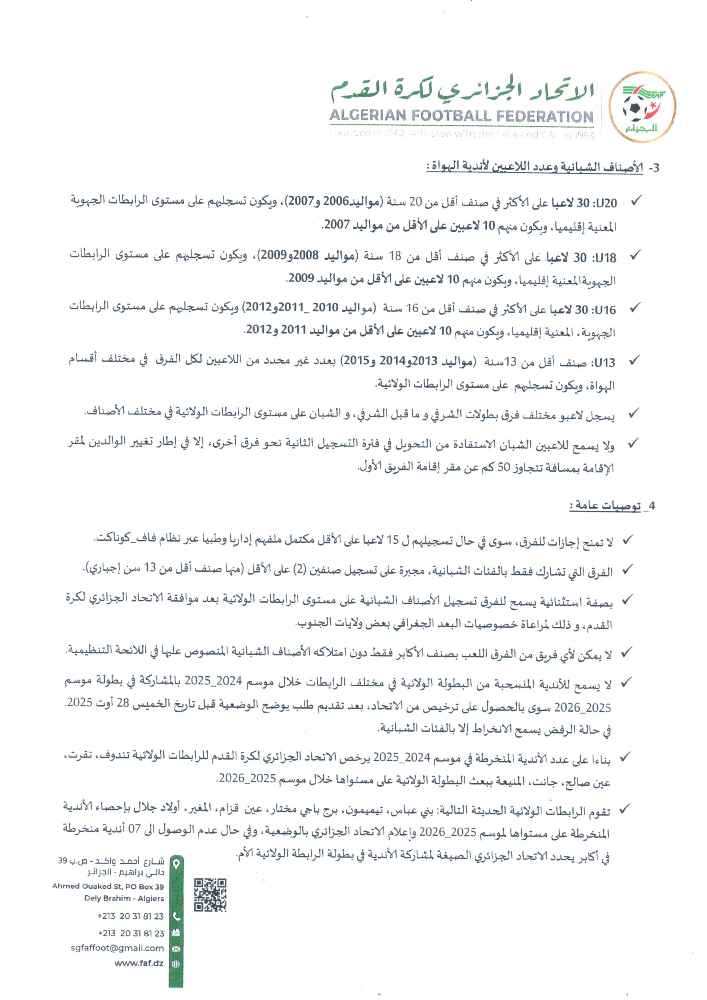 الاتحاد الجزائري لكرة القدم
ALGERIAN FOOTBALL FEDERATION
Founded in 1962. Affiliated with the FIFA and CAF in 1963
الجزائر
3- الأصناف الشبانية وعدد اللاعبين لأندية الهواة :
✓ U20: 30 لاعبا على الأكثر في صنف أقل من 20 سنة (مواليد2006 و2007)، ويكون تسجليهم على مستوى الرابطات الجهوية
المعنية إقليميا، ويكون منهم 10 لاعبين على الأقل من مواليد 2007.
✓ U18: 30 لاعبا على الأكثر في صنف أقل من 18 سنة (مواليد 2008و2009)، ويكون تسجليهم على مستوى الرابطات
الجهوية المعنية إقليميا، ويكون منهم 10 لاعبين على الأقل من مواليد 2009.
✓ U16: 30 لاعبا على الأكثر في صنف أقل من 16 سنة (مواليد 2010 _2011و2012) ويكون تسجليهم على مستوى الرابطات
الجهوية، المعنية إقليميا، ويكون منهم 10 لاعبين على الأقل من مواليد 2011 و2012.
✓ U13: صنف أقل من 13سنة (مواليد 2013و2014 و2015) بعدد غير محدد من اللاعبين لكل الفرق في مختلف أقسام
الهواة، ويكون تسجليهم على مستوى الرابطات الولائية.
✓ يسجل لاعبو مختلف فرق بطولات الشرفي و ما قبل الشرفي، و الشبان على مستوى الرابطات الولائية في مختلف الأصناف.
✓ ولا يسمح للاعبين الشبان الاستفادة من التحويل في فترة التسجيل الثانية نحو فرق أخرى، إلا في إطار تغيير الوالدين لمقر
الإقامة بمسافة تتجاوز 50 كم عن مقر إقامة الفريق الأول.
4_ توصيات عامة :
✓ لا تمنح إجازات للفرق، سوى في حال تسجيلهم ل 15 لاعبا على الأقل مكتمل ملفهم إداريا وطبيا عبر نظام فاف_كوناكت.
✓ الفرق التي تشارك فقط بالفئات الشبانية، مجبرة على تسجيل صنفين (2) على الأقل (منها صنف أقل من 13 سن إجباري).
✓ بصفة استثنائية يسمح للفرق تسجيل الأصناف الشبانية على مستوى الرابطات الولائية بعد موافقة الاتحاد الجزائري لكرة
القدم، و ذلك لمراعاة خصوصيات البعد الجغرافي بعض ولايات الجنوب.
✓ لا يمكن لأي فريق من الفرق اللعب بصنف الأكابر فقط دون امتلاكه الأصناف الشبانية المنصوص عليها في اللائحة التنظيمية.
✓ لا يسمح للأندية المنسحبة من البطولة الولائية في مختلف الرابطات خلال موسم 2024_2025 بالمشاركة في بطولة موسم
2025_2026 سوى بالحصول على ترخيص من الاتحاد، بعد تقديم طلب يوضح الوضعية قبل تاريخ الخميس 28 أوت 2025.
في حالة الرفض يسمح الانخراط إلا بالفئات الشبانية.
✓ بناءا على عدد الأندية المنخرطة في موسم 2024_2025 يرخص الاتحاد الجزائري لكرة القدم للرابطات الولائية تندوف، تقرت،
عين صالح، جانت، المنيعة ببعث البطولة الولائية على مستواها خلال موسم 2025_2026.
✓ تقوم الرابطات الولائية الحديثة التالية: بني عباس، تيميمون، برج باجي مختار، عين قزام، المغير، أولاد جلال بإحصاء الأندية
المنخرطة على مستواها لموسم 2025_2026 وإعلام الاتحاد الجزائري بالوضعية، وفي حال عدم الوصول الى 07 أندية منخرطة
في أكابر يحدد الاتحاد الجزائري الصيغة لمشاركة الأندية في بطولة الرابطة الولائية الأم.
شارع أحمد واكد - ص.ب 39
دالي براهيم - الجزائر
Ahmed Ouaked St, PO Box 39
Dely Brahim - Algiers
+213 20 31 81 23
+213 20 31 81 23
sgfaffoot@gmail.com
www.faf.dz